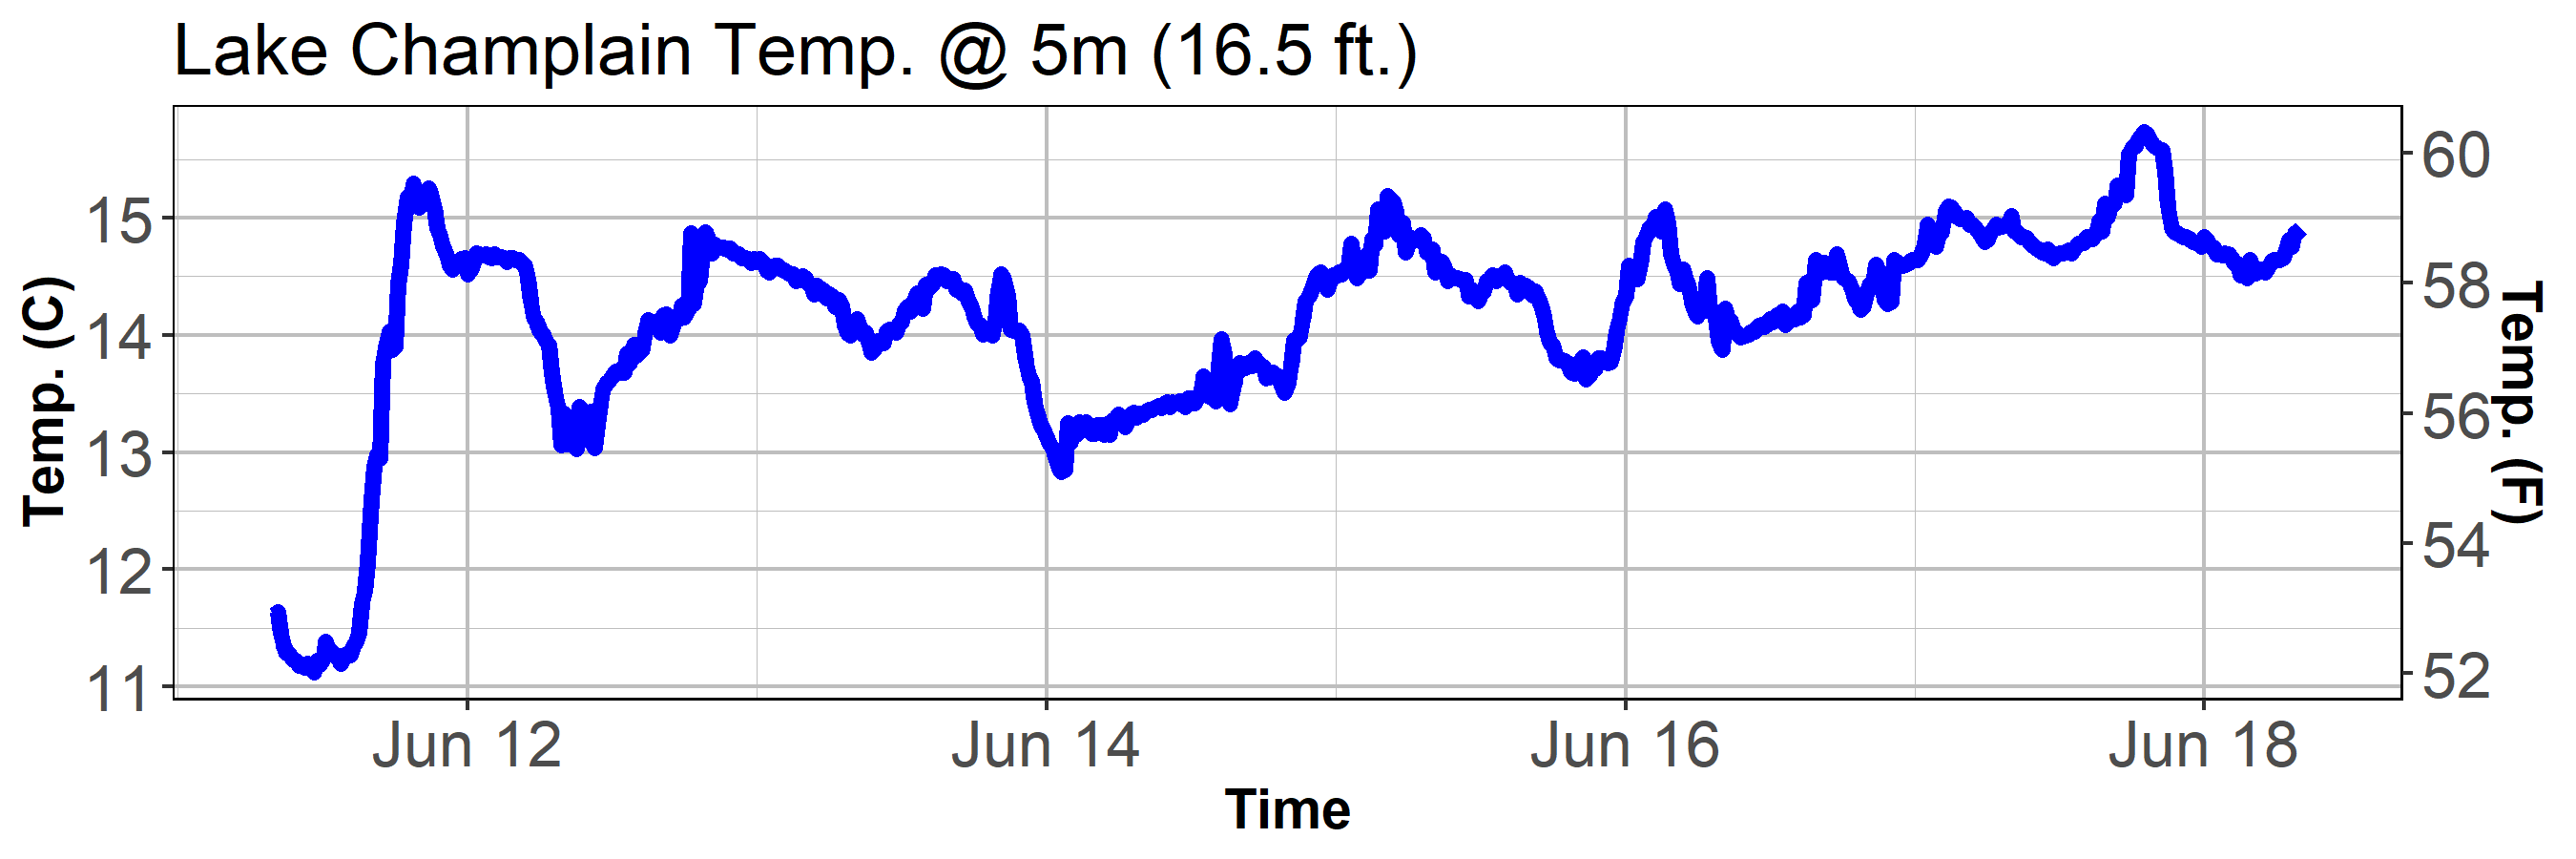 Lake Champlain Temp. @ 5m (16.5 ft.)
Temp. (C)
15
14
13
12
11
60
58
56
54
52
Temp. (F)
Jun 12 Jun 14 Jun 16 Jun 18
Time